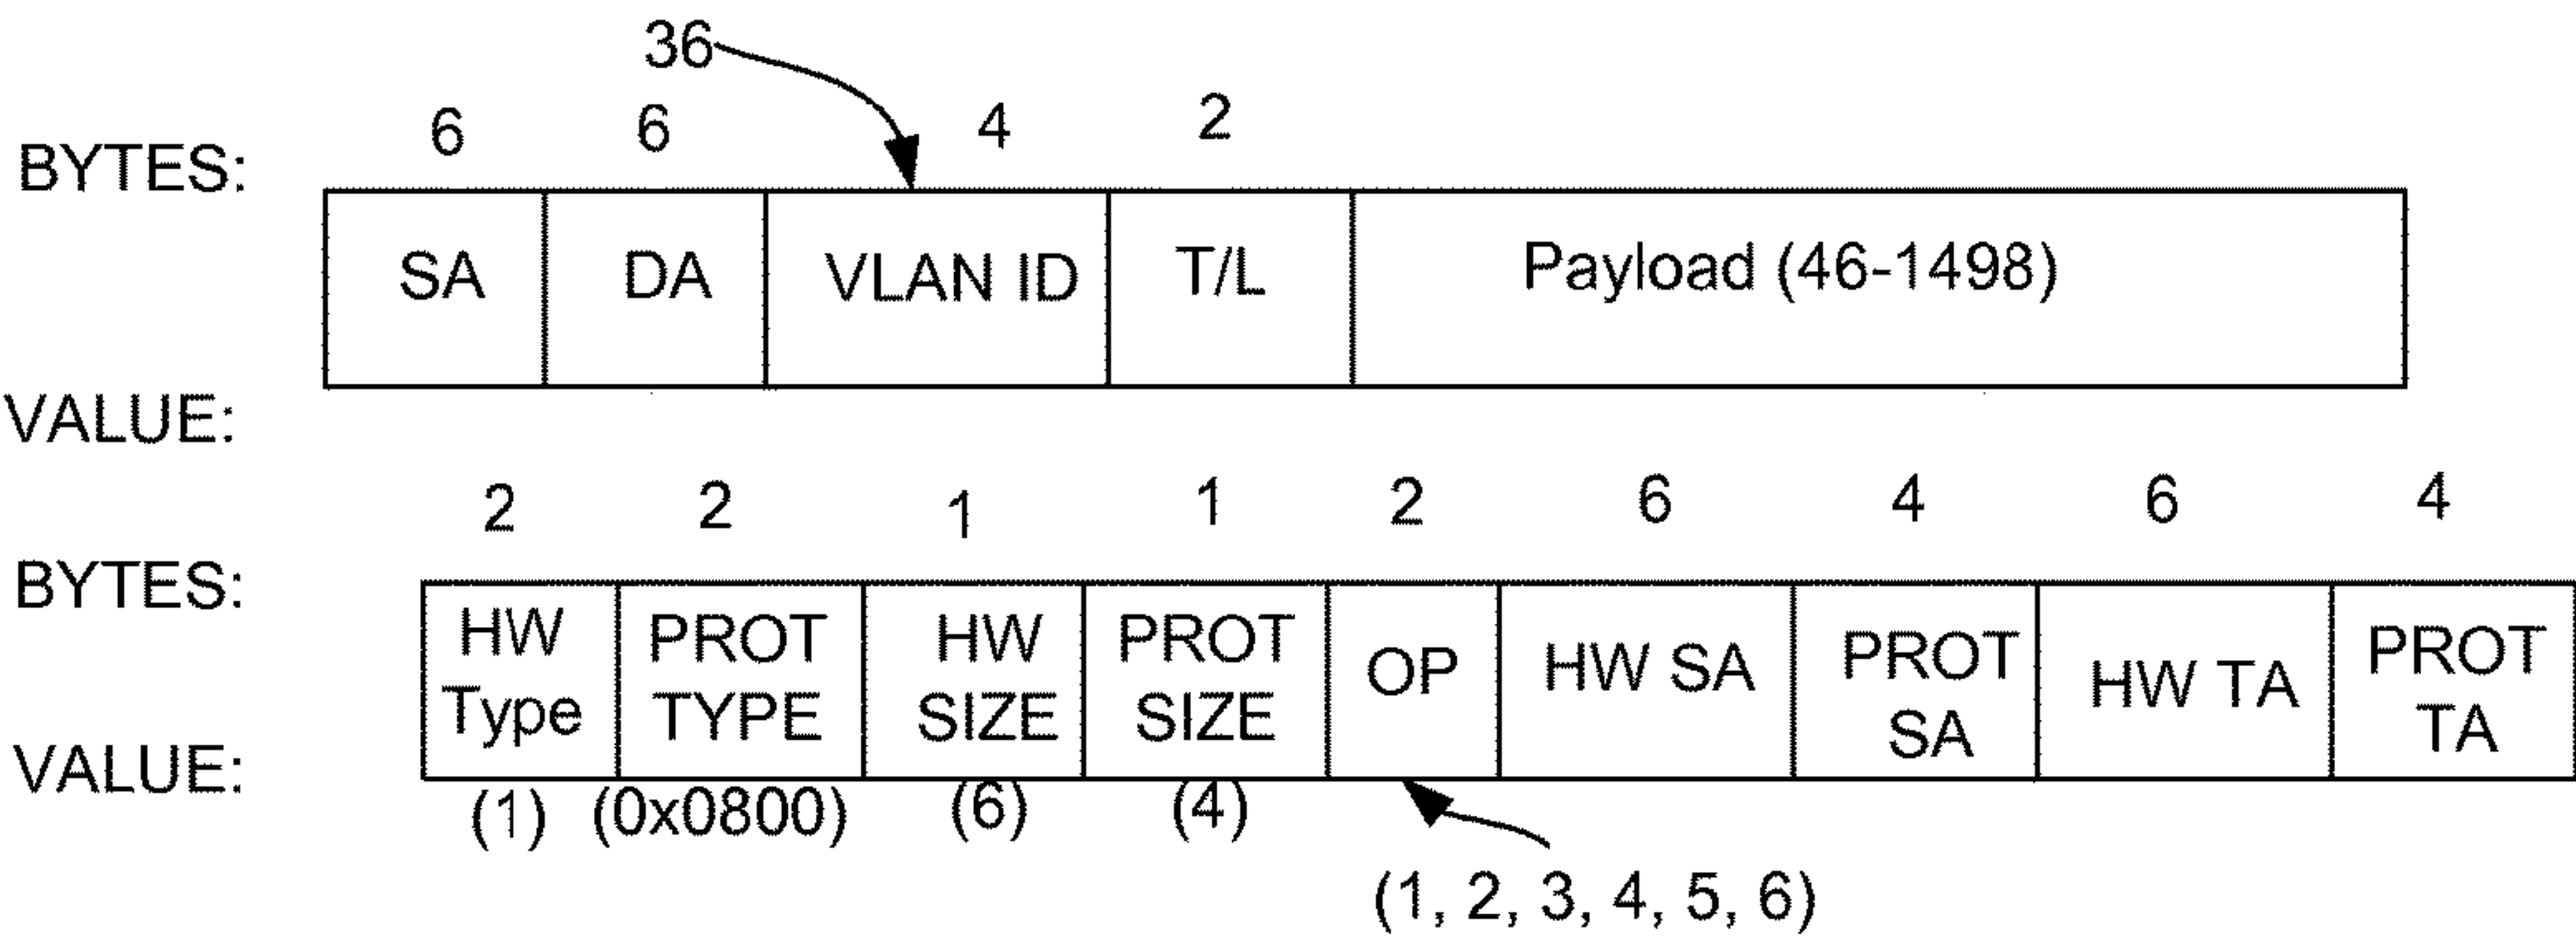 36
BYTES: 6 6 4 2
SA DA VLAN ID T/L Payload (46-1498)
VALUE:
2 2 1 1 2 6 4 6 4
BYTES:
HW Type PROT TYPE HW SIZE PROT SIZE OP HW SA PROT SA HW TA PROT TA
VALUE: (1) (0x0800) (6) (4)
(1, 2, 3, 4, 5, 6)